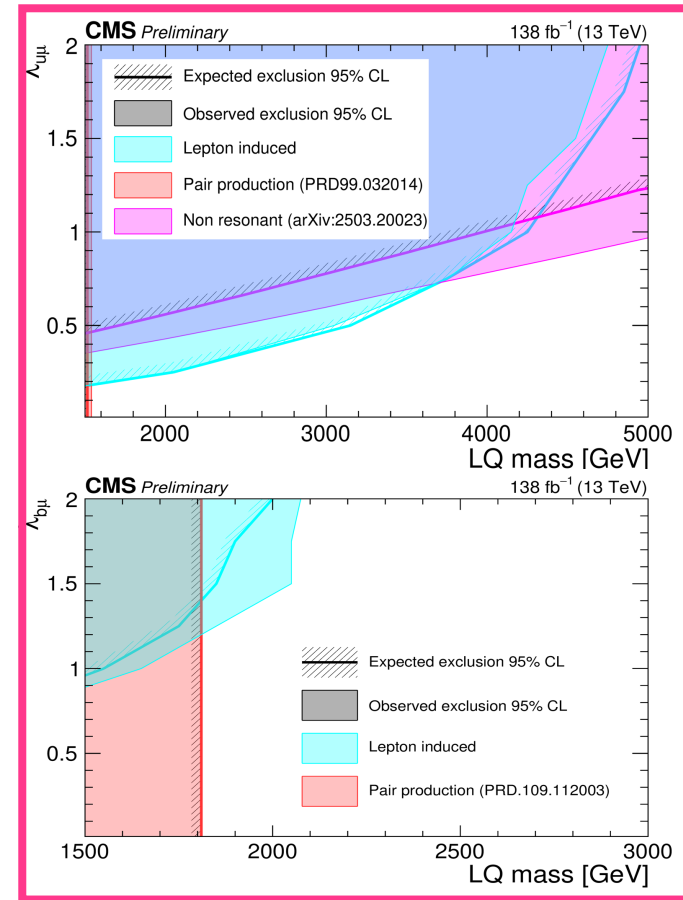 CMS Preliminary 138 fb⁻¹ (13 TeV)
λuμ
2
1.5
1
0.5
Expected exclusion 95% CL
Observed exclusion 95% CL
Lepton induced
Pair production (PRD99.032014)
Non resonant (arXiv:2503.20023)
2000 3000 4000 5000
LQ mass [GeV]
CMS Preliminary 138 fb⁻¹ (13 TeV)
λbμ
2
1.5
1
0.5
Expected exclusion 95% CL
Observed exclusion 95% CL
Lepton induced
Pair production (PRD.109.112003)
1500 2000 2500 3000
LQ mass [GeV]